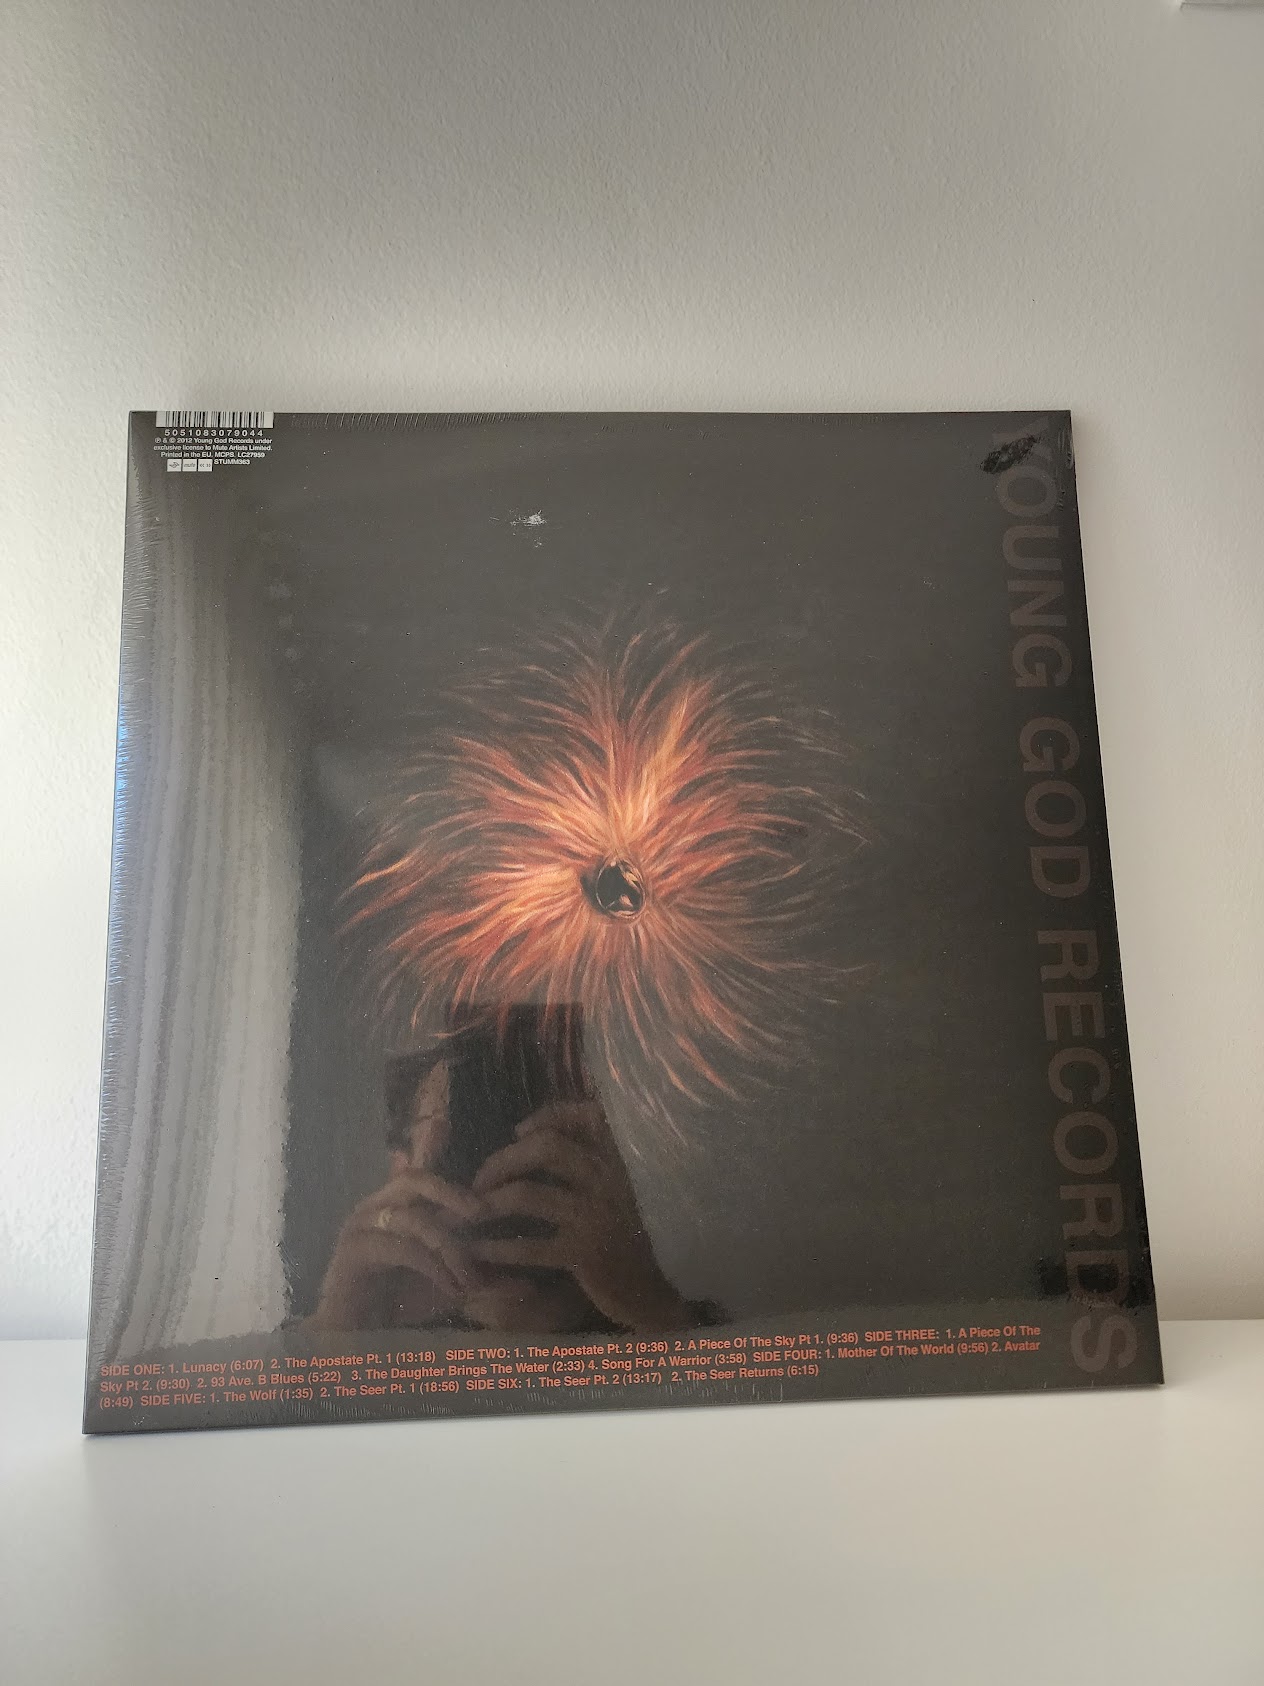 5051083079044
℗ & © 2012 Young God Records under
exclusive license to Mute Artists Limited.
Printed in the EU. MCPS. LC27959
mute STUMM363
YOUNG GOD RECORDS
SIDE ONE: 1. Lunacy (6:07) 2. The Apostate Pt. 1 (13:18) SIDE TWO: 1. The Apostate Pt. 2 (9:36) 2. A Piece Of The Sky Pt 1. (9:36) SIDE THREE: 1. A Piece Of The
Sky Pt 2. (9:30) 2. 93 Ave. B Blues (5:22) 3. The Daughter Brings The Water (2:33) 4. Song For A Warrior (3:58) SIDE FOUR: 1. Mother Of The World (9:56) 2. Avatar
(8:49) SIDE FIVE: 1. The Wolf (1:35) 2. The Seer Pt. 1 (18:56) SIDE SIX: 1. The Seer Pt. 2 (13:17) 2. The Seer Returns (6:15)